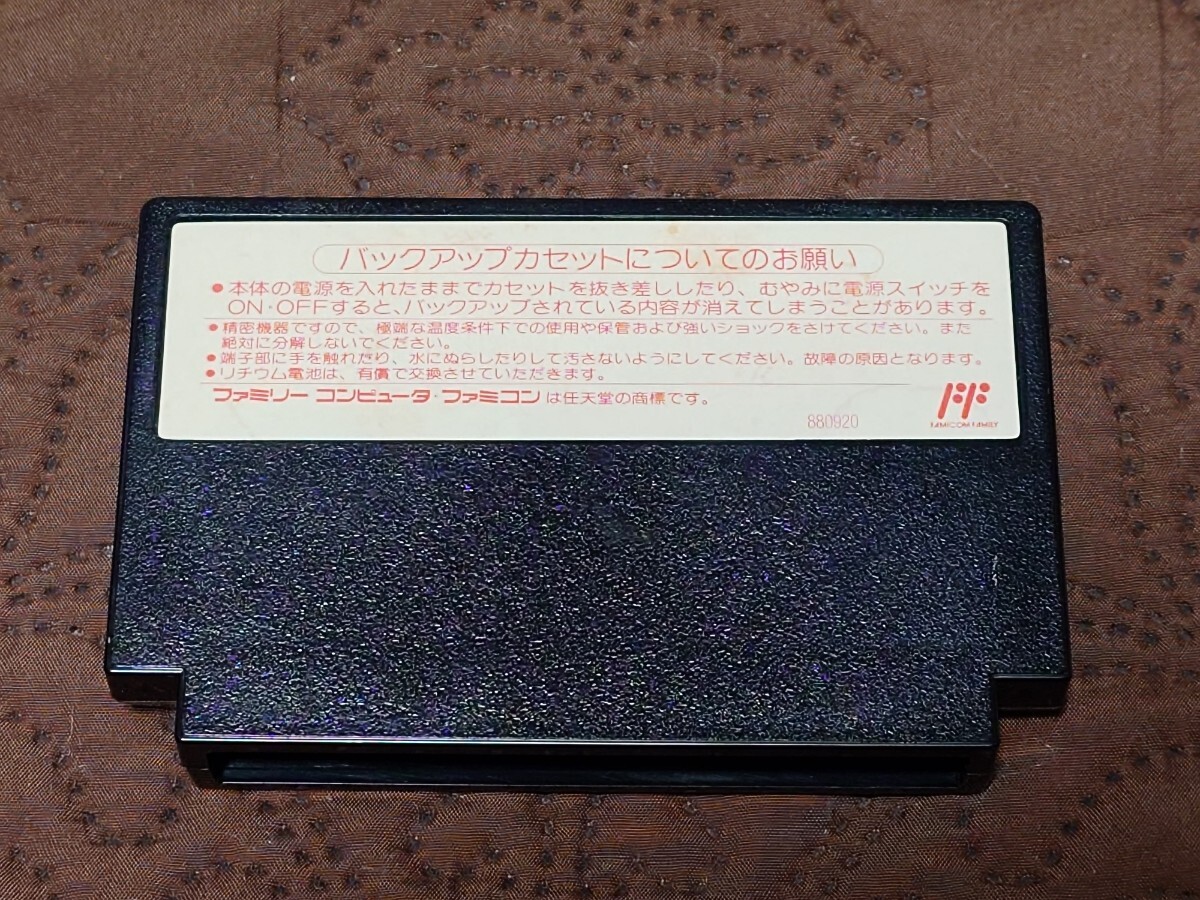 バックアップカセットについてのお願い
●本体の電源を入れたままでカセットを抜き差ししたり、むやみに電源スイッチを
ON・OFFすると、バックアップされている内容が消えてしまうことがあります。
●精密機器ですので、極端な温度条件下での使用や保管および強いショックをさけてください。また
絶対に分解しないでください。
●端子部に手を触れたり、水にぬらしたりして汚さないようにしてください。故障の原因となります。
●リチウム電池は、有償で交換させていただきます。
ファミリーコンピュータ・ファミコンは任天堂の商標です。
880920
FAMICOM FAMILY